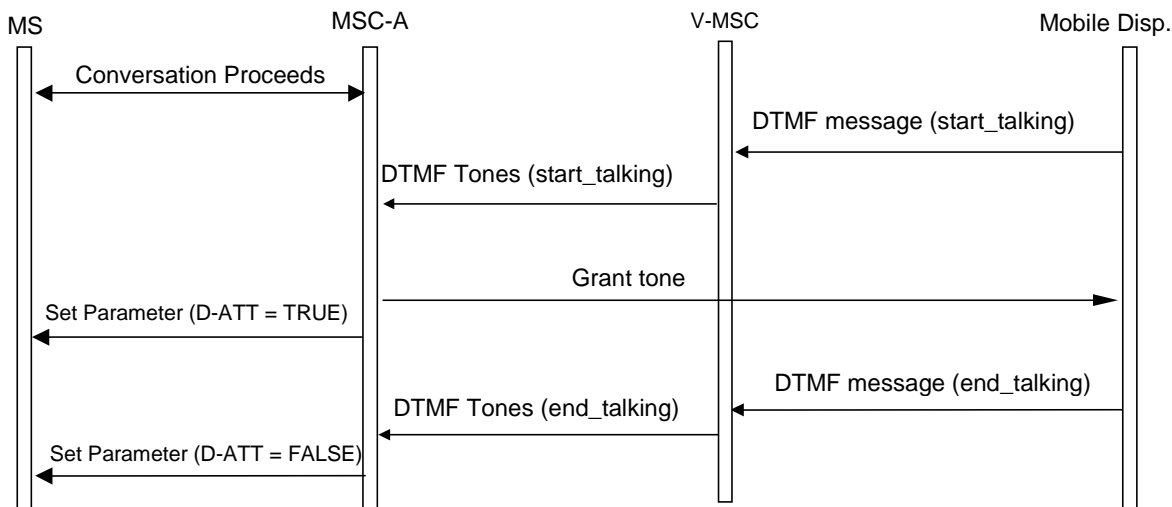 MS
MSC-A
V-MSC
Mobile Disp.
Conversation Proceeds
DTMF message (start_talking)
DTMF Tones (start_talking)
Grant tone
Set Parameter (D-ATT = TRUE)
DTMF message (end_talking)
DTMF Tones (end_talking)
Set Parameter (D-ATT = FALSE)